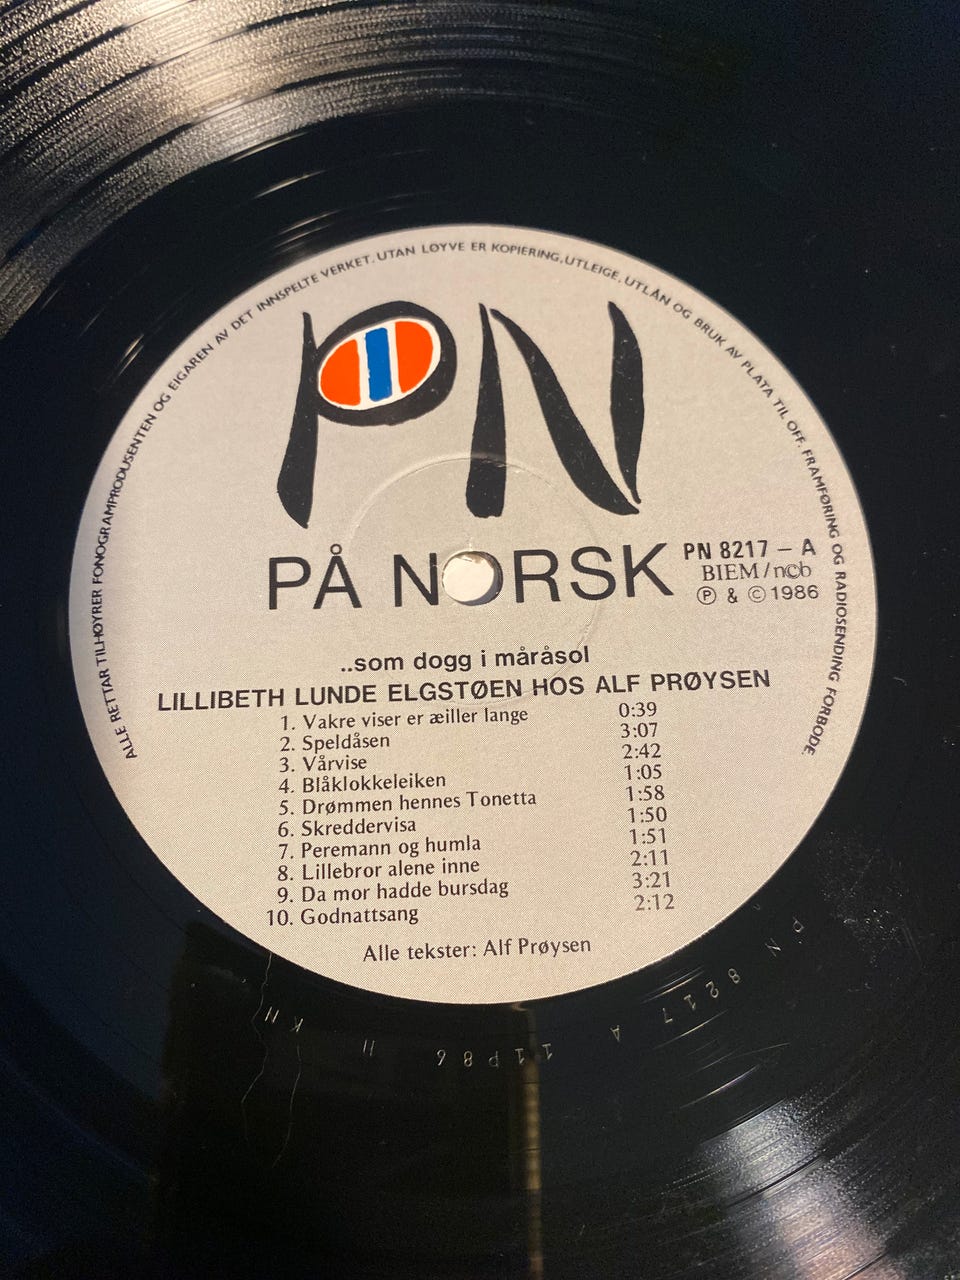 ALLE RETTAR TILHØYRER FONOGRAMPRODUSENTEN OG EIGAREN AV DET INNSPELTE VERKET. UTAN LØYVE ER KOPIERING, UTLEIGE, UTLÅN OG BRUK AV PLATA TIL OFF. FRAMFØRING OG RADIOSENDING FORBODE.
PN
PÅ NORSK
PN 8217 – A
BIEM/n©b
Ⓟ & © 1986
..som dogg i måråsol
LILLIBETH LUNDE ELGSTØEN HOS ALF PRØYSEN
1. Vakre viser er æiller lange 0:39
2. Speldåsen 3:07
3. Vårvise 2:42
4. Blåklokkeleiken 1:05
5. Drømmen hennes Tonetta 1:58
6. Skreddervisa 1:50
7. Peremann og humla 1:51
8. Lillebror alene inne 2:11
9. Da mor hadde bursdag 3:21
10. Godnattsang 2:12
Alle tekster: Alf Prøysen
PN 8217 A